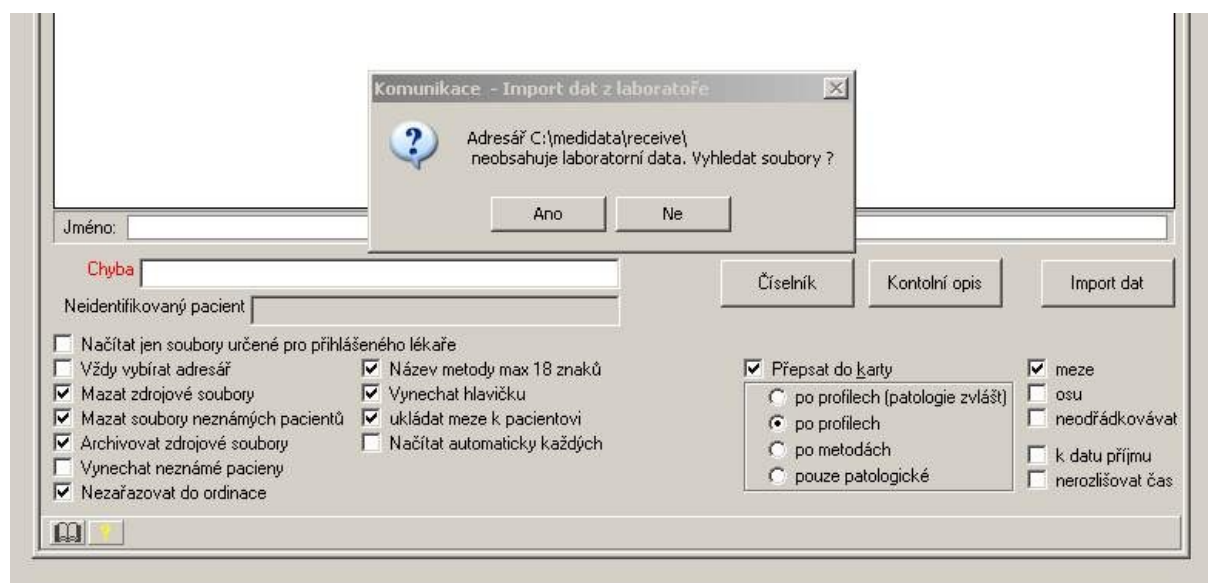 Komunikace - Import dat z laboratoře
Adresář C:\medidata\receive\
neobsahuje laboratorní data. Vyhledat soubory ?
Ano
Ne
Jméno:
Chyba
Neidentifikovaný pacient
Číselník
Kontolní opis
Import dat
Načítat jen soubory určené pro přihlášeného lékaře
Vždy vybírat adresář
Mazat zdrojové soubory
Mazat soubory neznámých pacientů
Archivovat zdrojové soubory
Vynechat neznámé pacieny
Nezařazovat do ordinace
Název metody max 18 znaků
Vynechat hlavičku
ukládat meze k pacientovi
Načítat automaticky každých
Přepsat do karty
po profilech (patologie zvlášt)
po profilech
po metodách
pouze patologické
meze
osu
neodřádkovávat
k datu příjmu
nerozlišovat čas